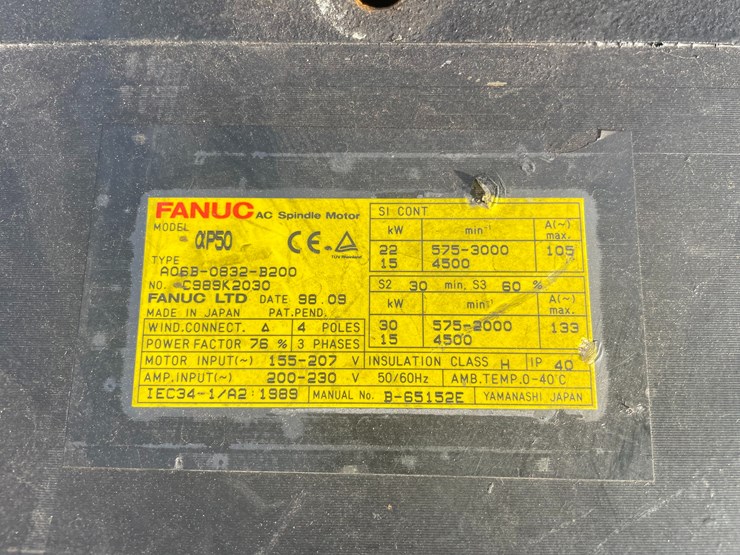 FANUC AC Spindle Motor
MODEL
αP50
CE TÜV Rheinland
TYPE
A06B-0832-B200
NO. C989K2030
FANUC LTD DATE 98.09
MADE IN JAPAN PAT.PEND.
WIND.CONNECT. Δ 4 POLES
POWER FACTOR 76 % 3 PHASES
S1 CONT
kW min⁻¹ A(~) max.
22 575-3000 105
15 4500
S2 30 min, S3 60 %
kW min⁻¹ A(~) max.
30 575-2000 133
15 4500
MOTOR INPUT(~) 155-207 V INSULATION CLASS H IP 40
AMP.INPUT(~) 200-230 V 50/60Hz AMB.TEMP.0-40°C
IEC34-1/A2:1989 MANUAL No. B-65152E YAMANASHI JAPAN